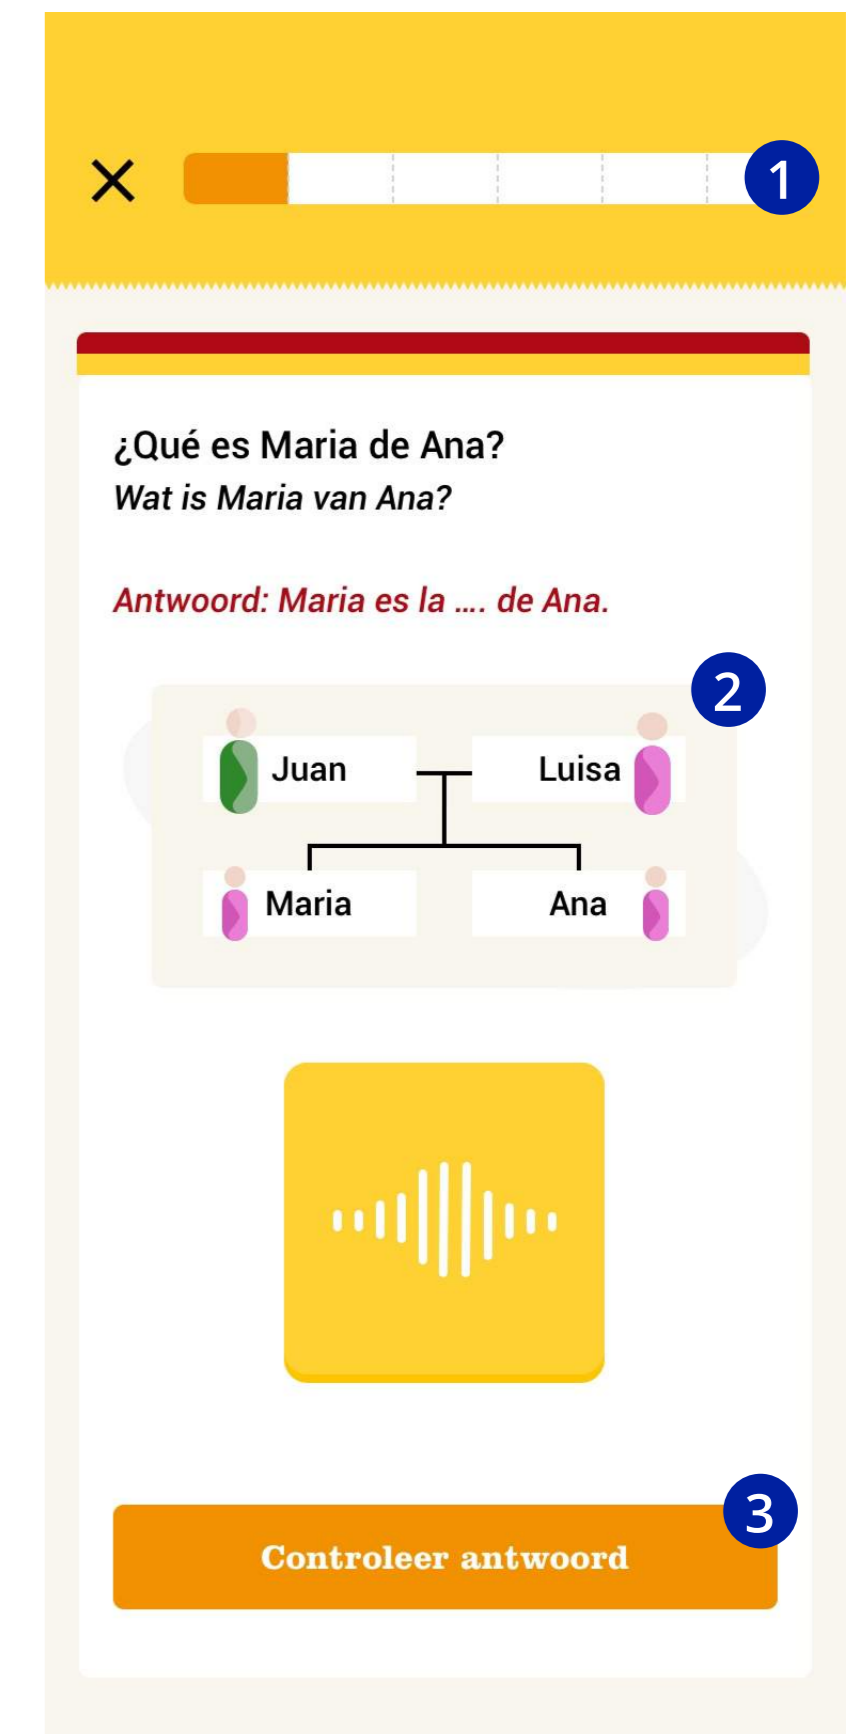 1
¿Qué es Maria de Ana?
Wat is Maria van Ana?
Antwoord: Maria es la .... de Ana.
2
Juan Luisa
Maria Ana
Controleer antwoord
3